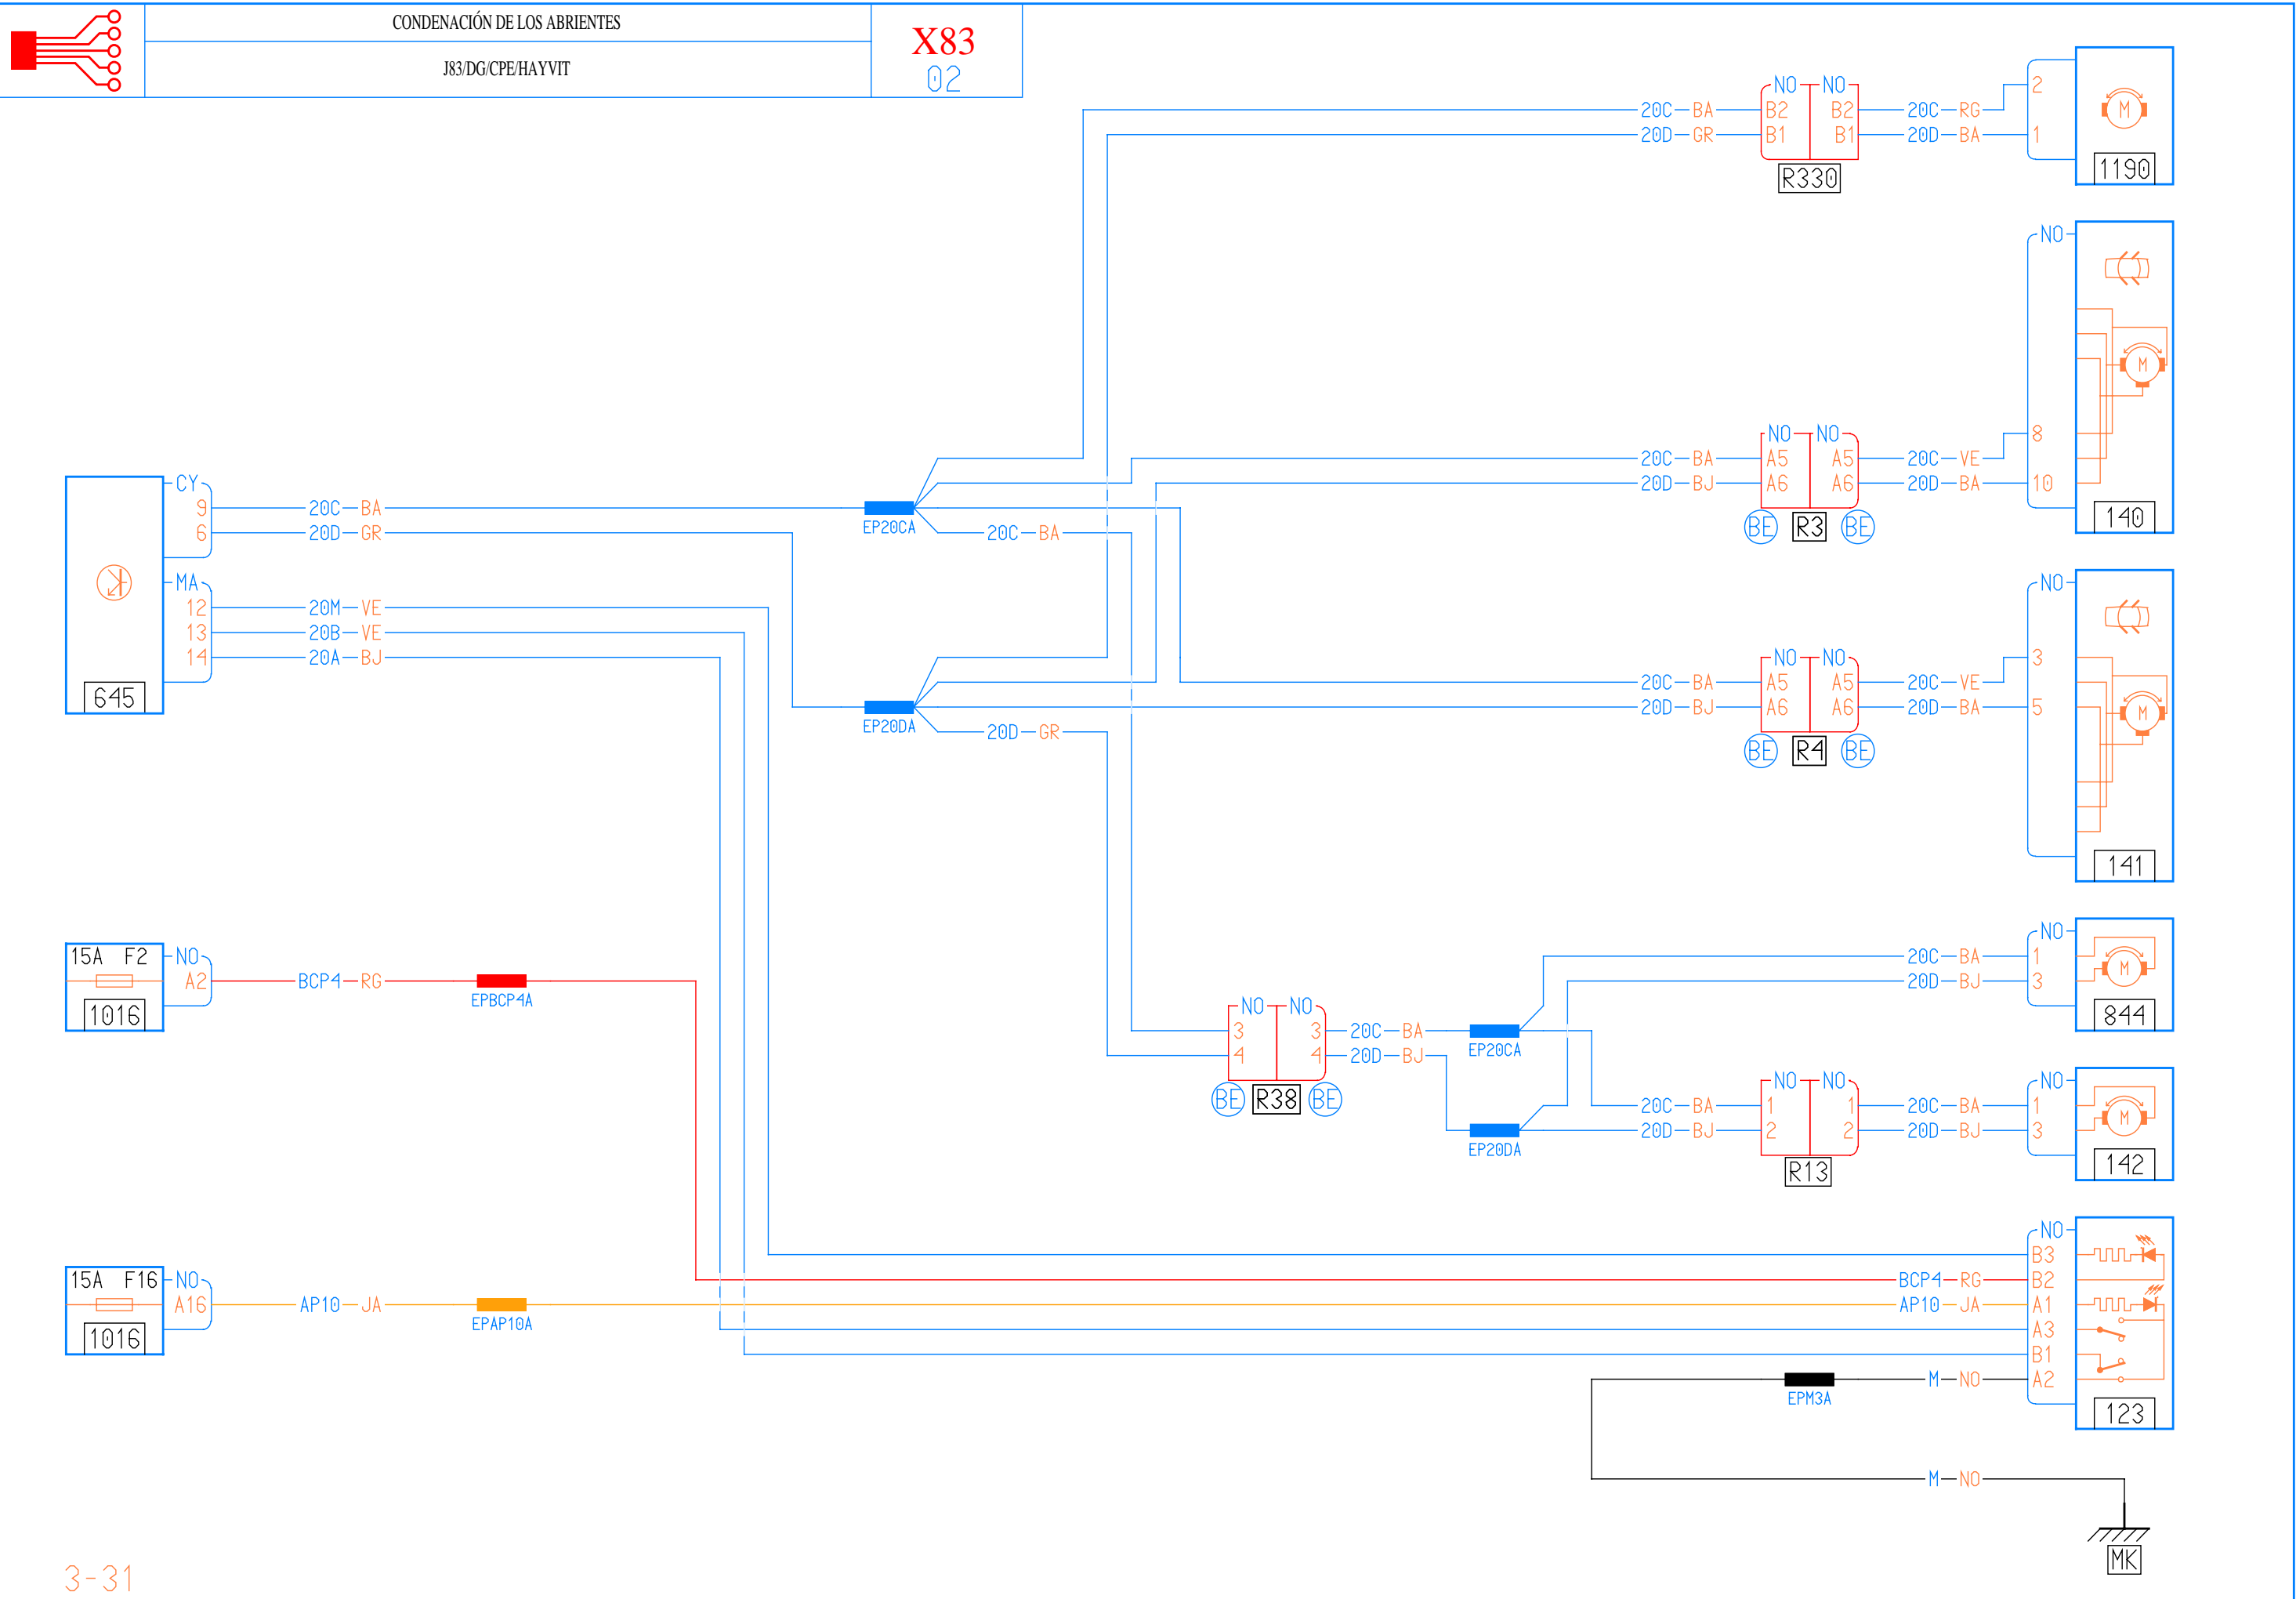 CONDENACIÓN DE LOS ABRIENTES
J83/DG/CPE/HAYVIT
X83
02
NO NO
20C BA B2 B2 20C RG 2
20D GR B1 B1 20D BA 1
R330
M
1190
NO
M
NO NO 8
20C BA A5 A5 20C VE
20D BJ A6 A6 20D BA 10
BE R3 BE
140
CY
9 20C BA
6 20D GR
EP20CA
20C BA
MA
12 20M VE
13 20B VE
14 20A BJ
645
EP20DA
20D GR
NO
M
NO NO 3
20C BA A5 A5 20C VE
20D BJ A6 A6 20D BA 5
BE R4 BE
141
15A F2 NO
A2 BCP4 RG
EPBCP4A
1016
NO
20C BA 1
20D BJ 3
M
844
NO NO
3 3 20C BA
4 4 20D BJ
EP20CA
BE R38 BE
EP20DA
NO NO NO
20C BA 1 1 20C BA 1
20D BJ 2 2 20D BJ 3
M
R13
142
15A F16 NO
A16 AP10 JA
EPAP10A
1016
NO
B3
BCP4 RG B2
AP10 JA A1
A3
B1
M NO A2
EPM3A
123
M NO
MK
3-31